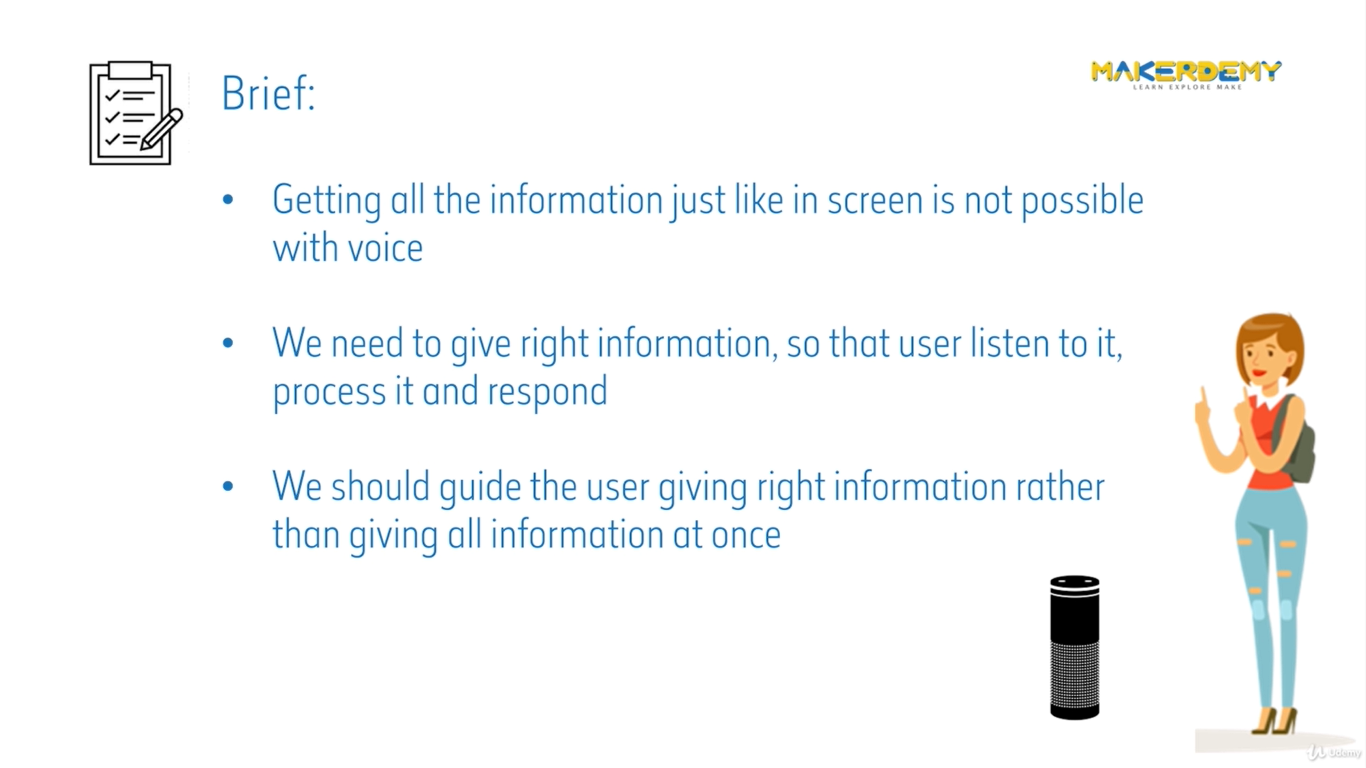 Brief:
MAKERDEMY
LEARN EXPLORE MAKE
• Getting all the information just like in screen is not possible
with voice
• We need to give right information, so that user listen to it,
process it and respond
• We should guide the user giving right information rather
than giving all information at once
Udemy